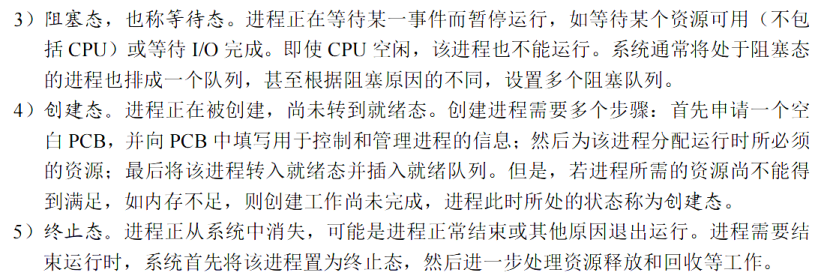 3）阻塞态，也称等待态。进程正在等待某一事件而暂停运行，如等待某个资源可用（不包
括 CPU）或等待 I/O 完成。即使 CPU 空闲，该进程也不能运行。系统通常将处于阻塞态
的进程也排成一个队列，甚至根据阻塞原因的不同，设置多个阻塞队列。
4）创建态。进程正在被创建，尚未转到就绪态。创建进程需要多个步骤：首先申请一个空
白 PCB，并向 PCB 中填写用于控制和管理进程的信息；然后为该进程分配运行时所必须
的资源；最后将该进程转入就绪态并插入就绪队列。但是，若进程所需的资源尚不能得
到满足，如内存不足，则创建工作尚未完成，进程此时所处的状态称为创建态。
5）终止态。进程正从系统中消失，可能是进程正常结束或其他原因退出运行。进程需要结
束运行时，系统首先将该进程置为终止态，然后进一步处理资源释放和回收等工作。